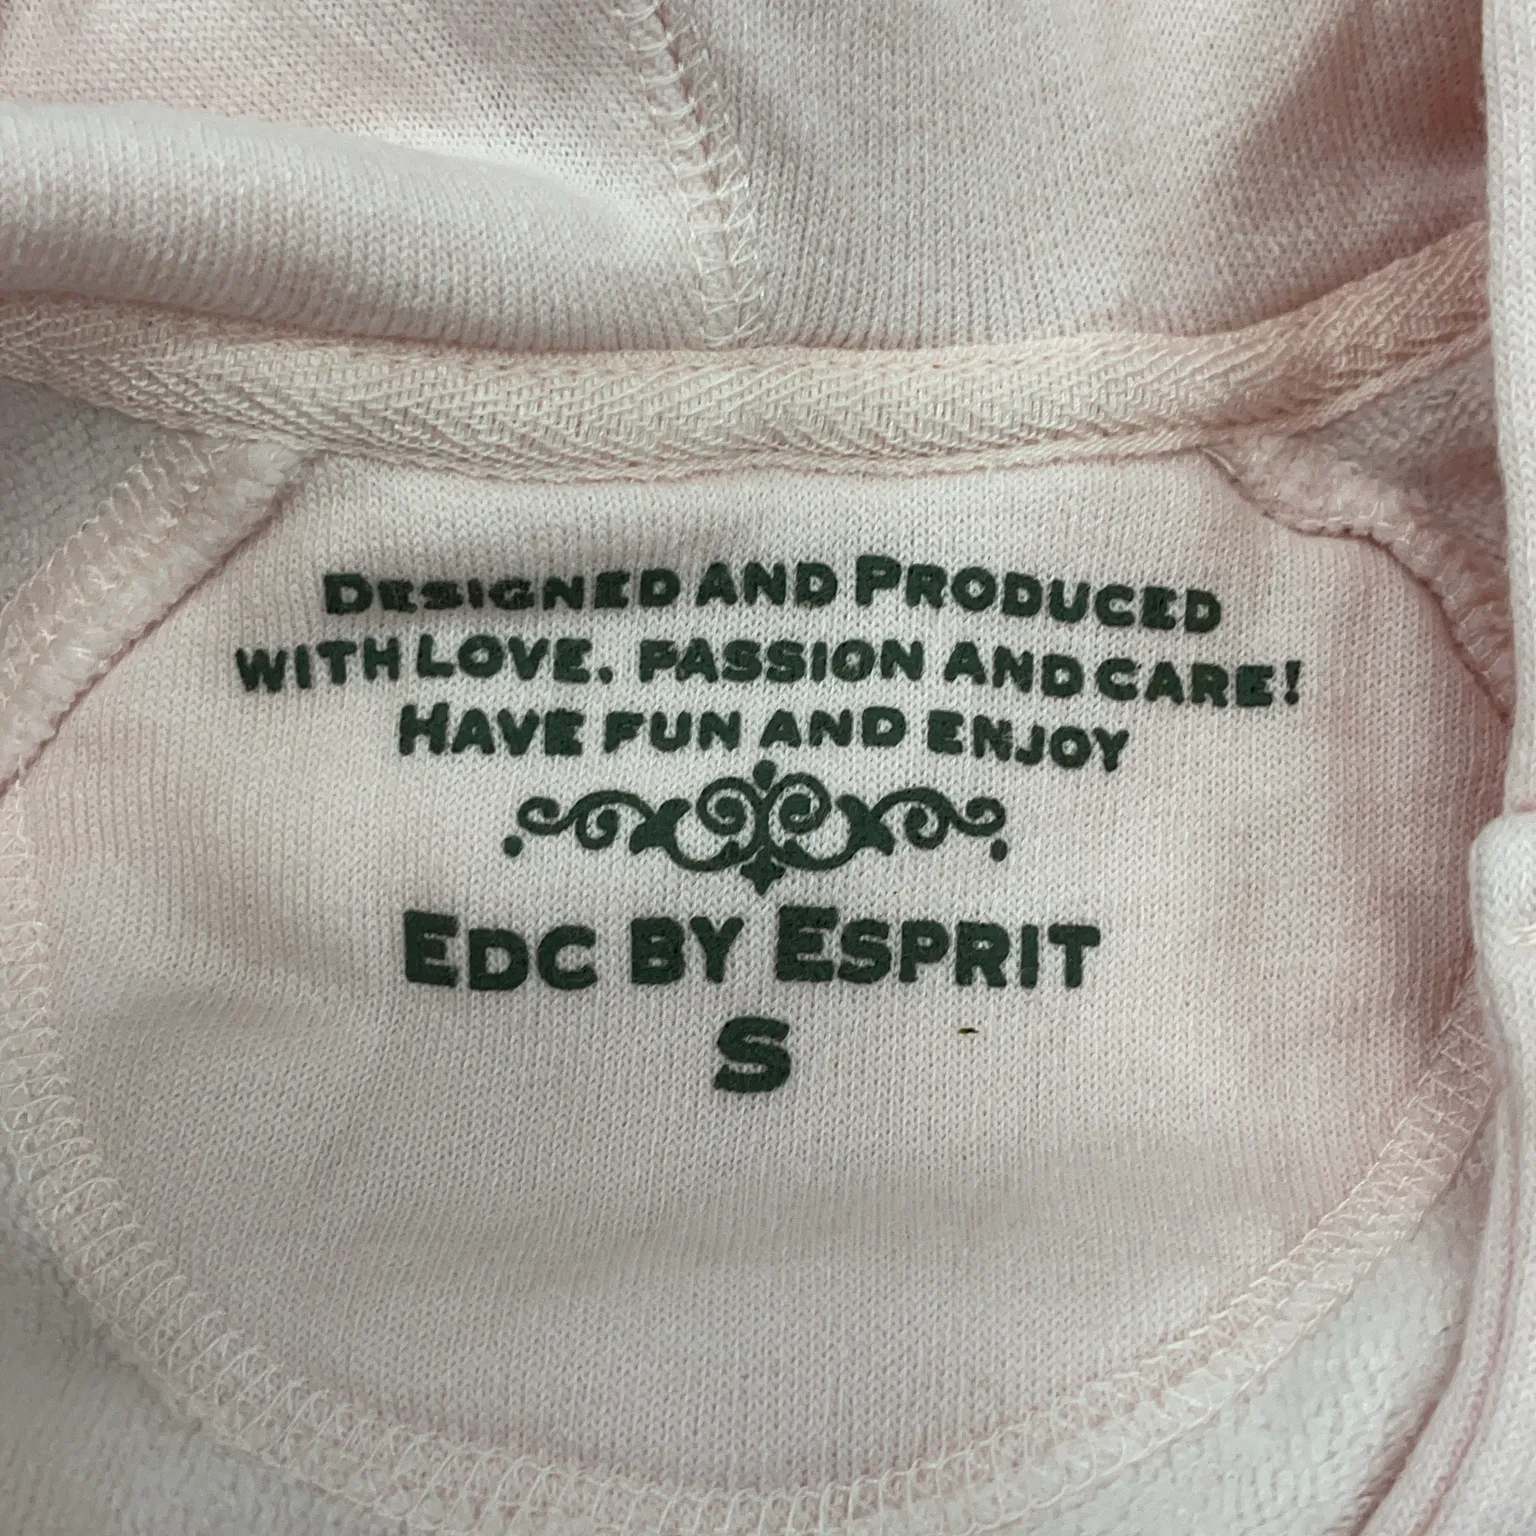 DESIGNED AND PRODUCED
WITH LOVE, PASSION AND CARE!
HAVE FUN AND ENJOY
EDC BY ESPRIT
S